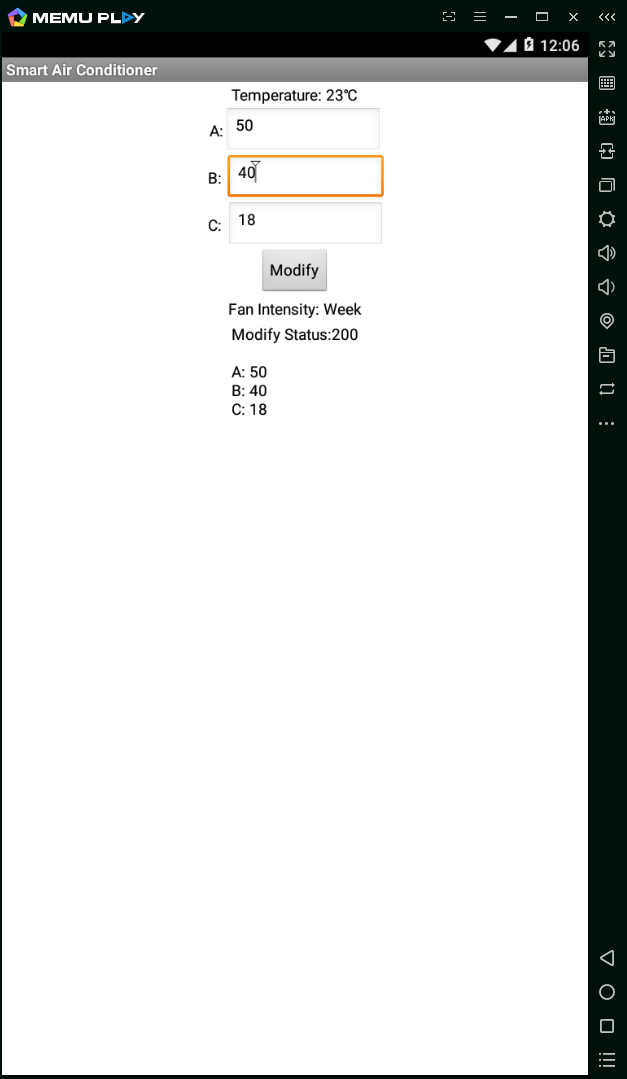 MEMU PLAY
12:06
Smart Air Conditioner
Temperature: 23℃
A: 50
B: 40
C: 18
Modify
Fan Intensity: Week
Modify Status:200
A: 50
B: 40
C: 18
APK